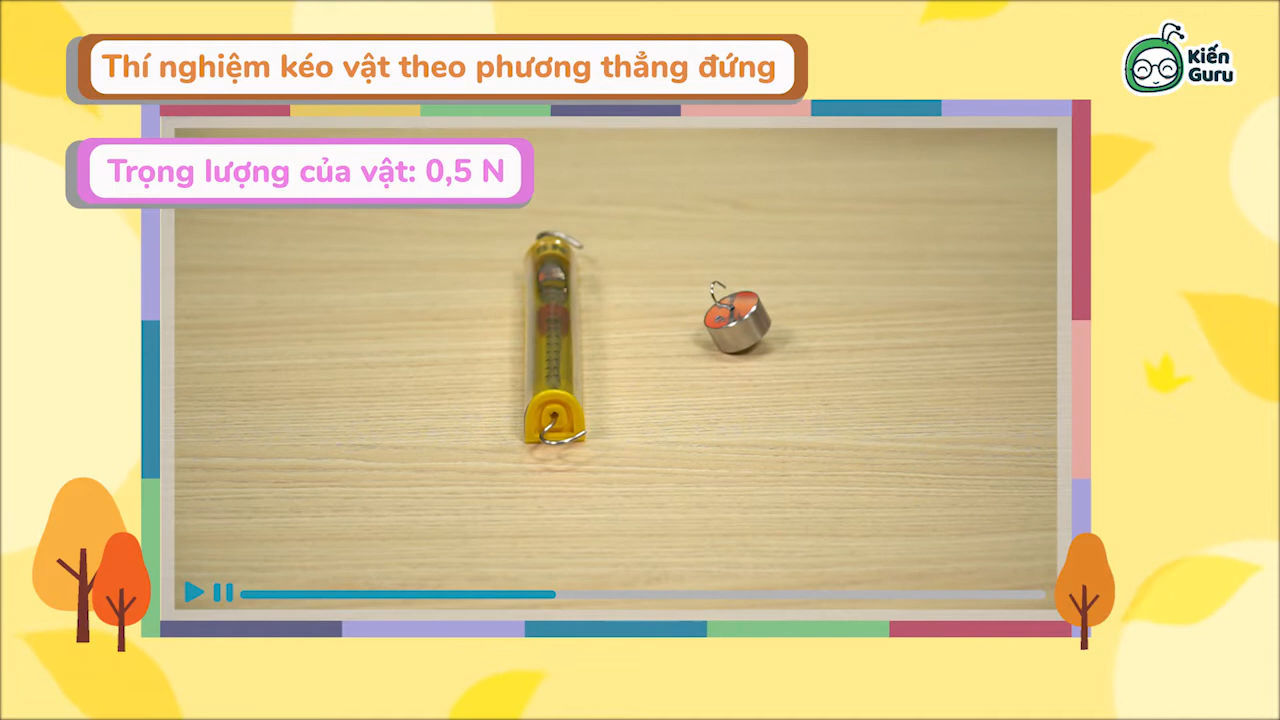 Thí nghiệm kéo vật theo phương thẳng đứng
Kiến
Guru
Trọng lượng của vật: 0,5 N